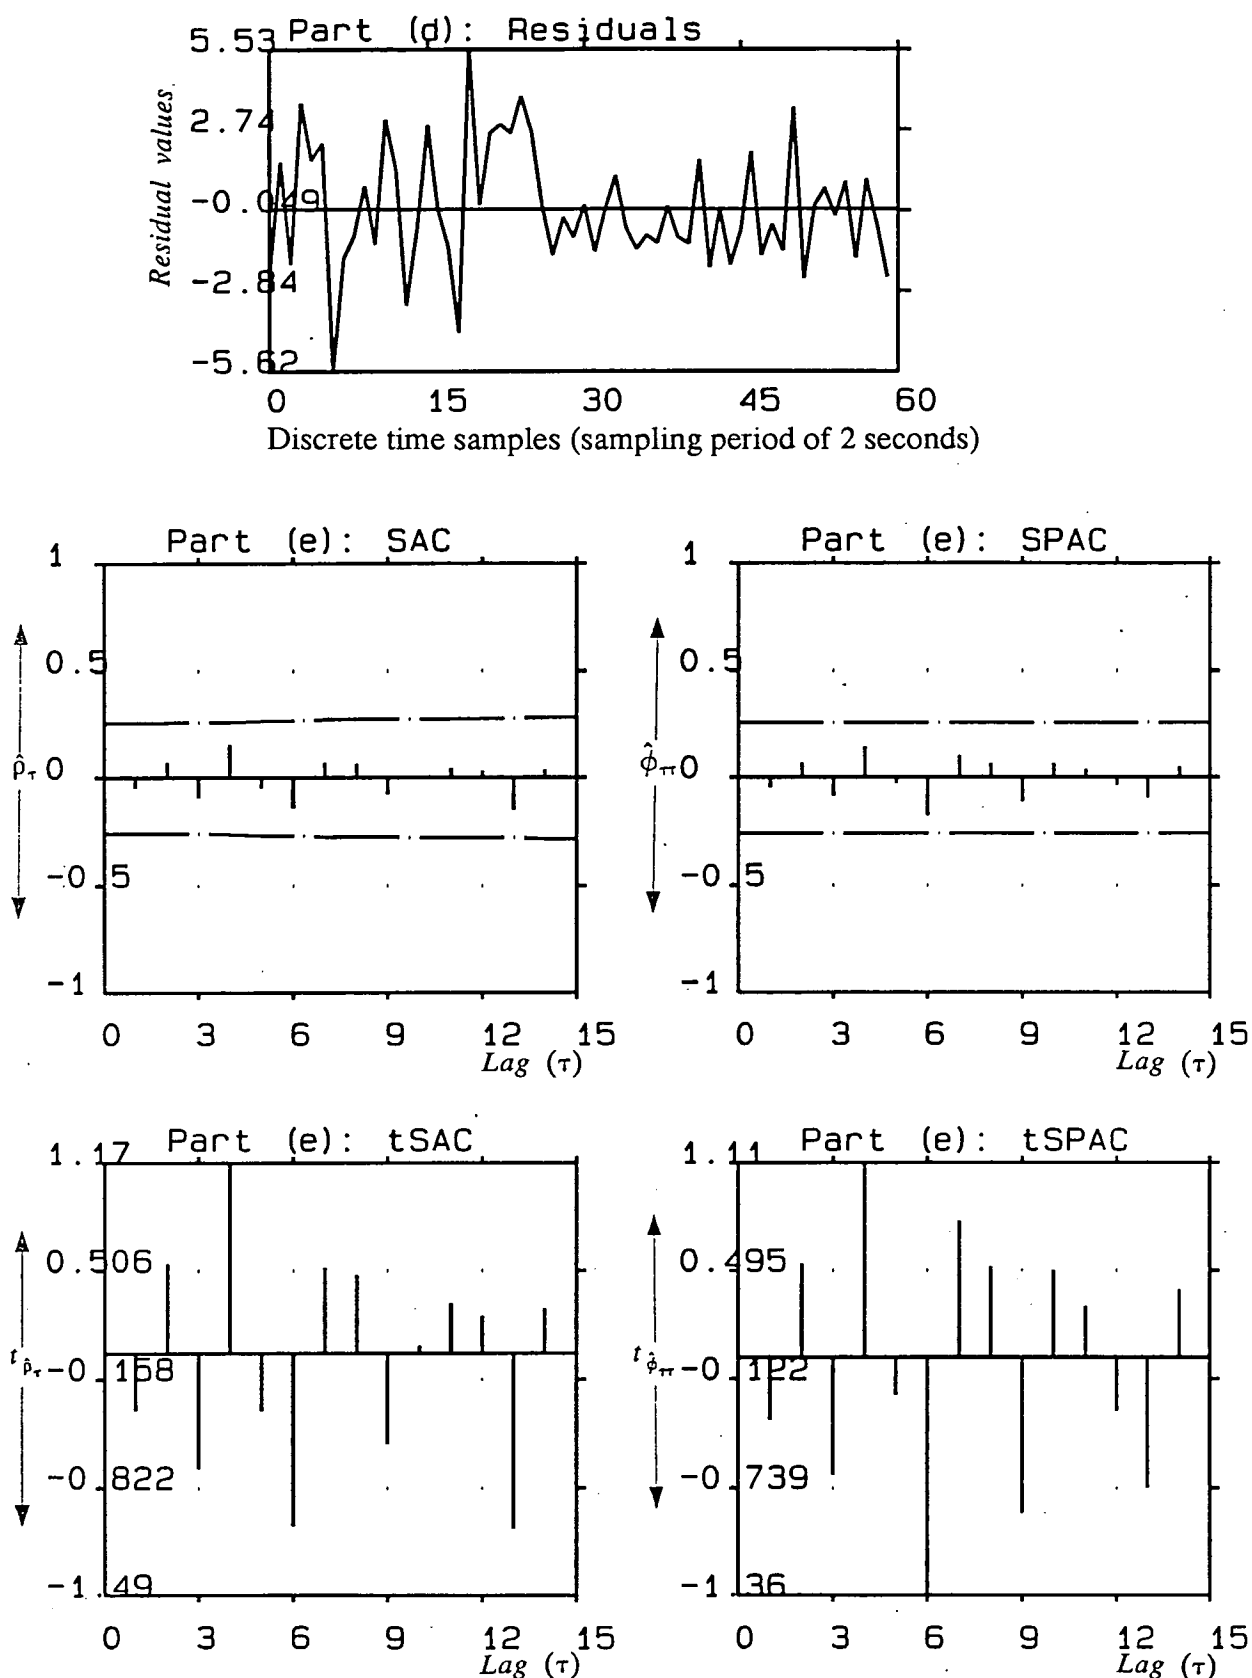 Part (d): Residuals
5.53
2.74
-0.049
-2.84
-5.62
Residual values
0 15 30 45 60
Discrete time samples (sampling period of 2 seconds)
Part (e): SAC
1
0.5
0
-0.5
-1
ρ̂τ
0 3 6 9 12 15
Lag (τ)
Part (e): SPAC
1
0.5
0
-0.5
-1
ϕ̂ττ
0 3 6 9 12 15
Lag (τ)
Part (e): tSAC
1.17
0.506
-0.158
-0.822
-1.49
tρ̂τ
0 3 6 9 12 15
Lag (τ)
Part (e): tSPAC
1.11
0.495
-0.122
-0.739
-1.36
tϕ̂ττ
0 3 6 9 12 15
Lag (τ)